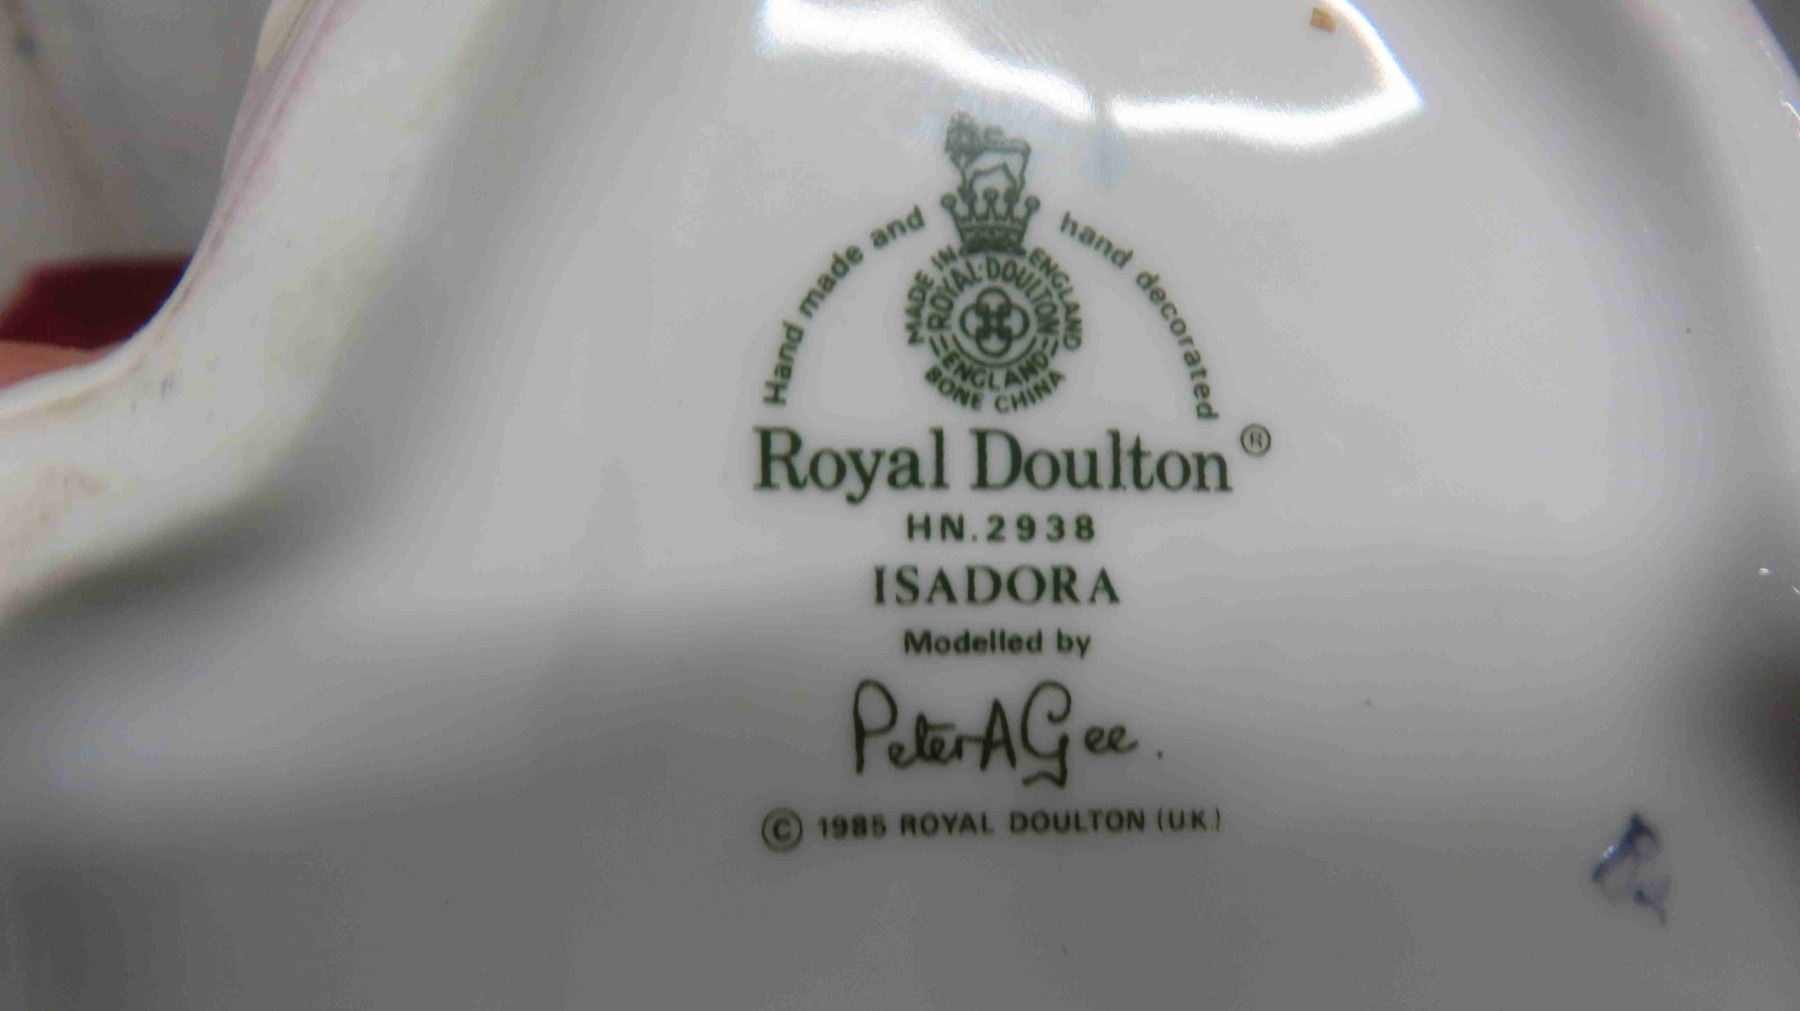 Hand made and hand decorated
MADE IN ENGLAND
ROYAL·DOULTON
ENGLAND
BONE CHINA
Royal Doulton ®
HN.2938
ISADORA
Modelled by
Peter A Gee.
© 1985 ROYAL DOULTON (U.K.)